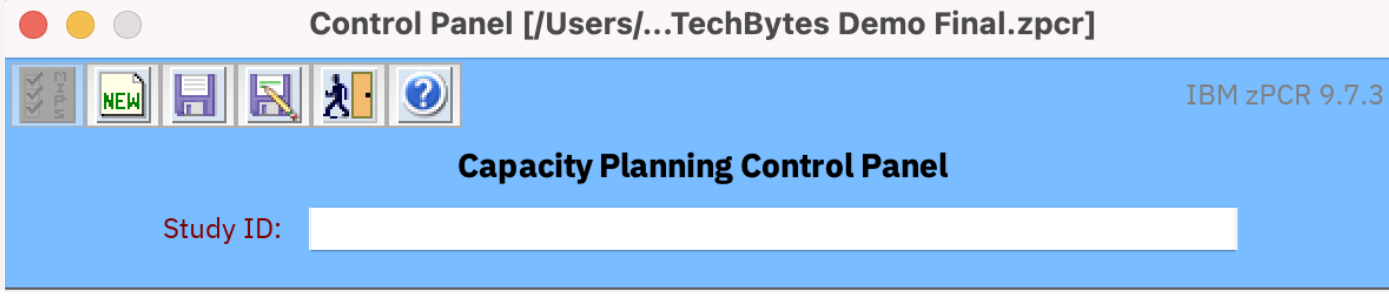 Control Panel [/Users/...TechBytes Demo Final.zpcr]
MIPS
NEW
?
IBM zPCR 9.7.3
Capacity Planning Control Panel
Study ID: